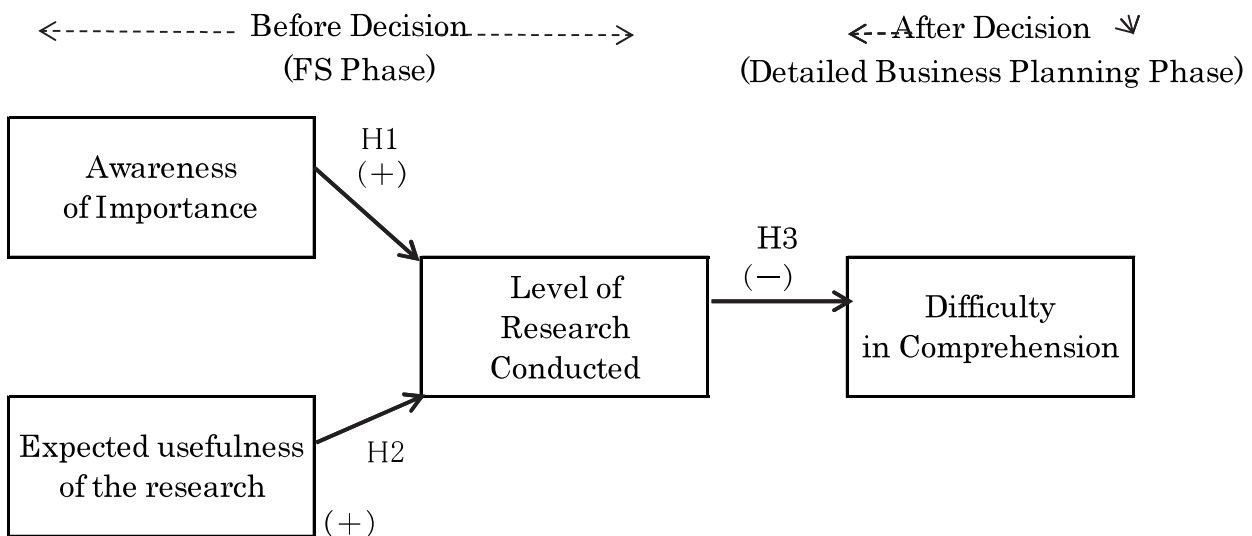 Before Decision
(FS Phase)
After Decision
(Detailed Business Planning Phase)
H1
(+)
Awareness
of Importance
H3
(−)
Level of
Research
Conducted
Difficulty
in Comprehension
Expected usefulness
of the research
H2
(+)